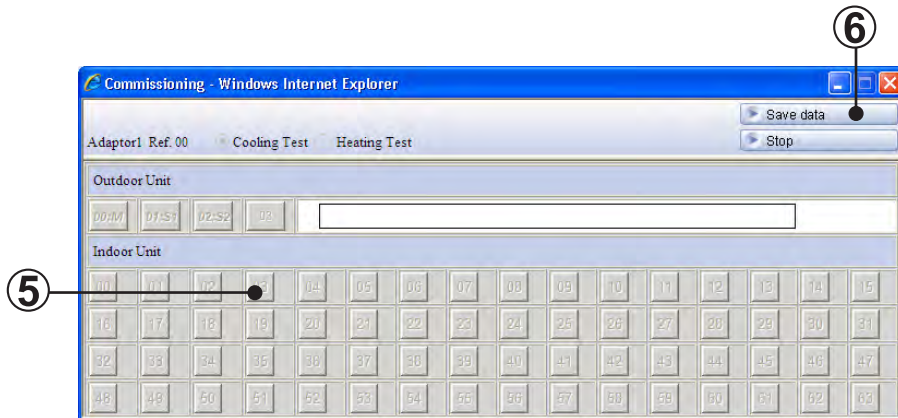 6
Commissioning - Windows Internet Explorer
Save data
Adaptor1 Ref. 00 Cooling Test Heating Test
Stop
Outdoor Unit
00:M 01:S1 02:S2 03
Indoor Unit
5
00 01 02 04 05 06 07 08 09 10 11 12 13 14 15
16 17 18 19 20 21 22 23 24 25 26 27 28 29 30 31
32 33 34 35 36 37 38 39 40 41 42 43 44 45 46 47
48 49 50 51 52 53 54 55 56 57 58 59 60 61 62 63